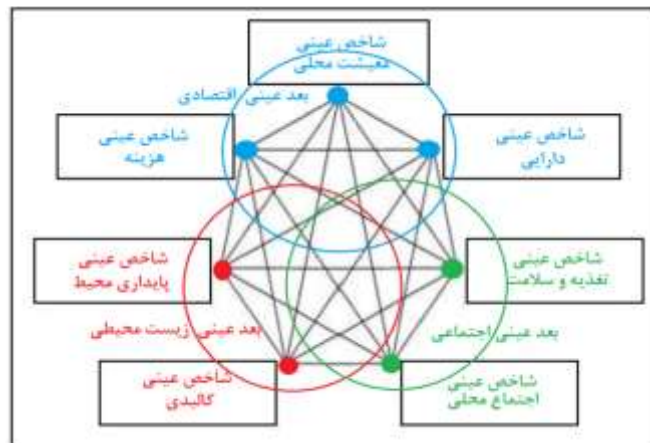 شاخص عینی
معیشت محلی
بعد عینی اقتصادی
شاخص عینی
دارایی
شاخص عینی
هزینه
شاخص عینی
تغذیه و سلامت
شاخص عینی
پایداری محیط
بعد عینی اجتماعی
بعد عینی زیست محیطی
شاخص عینی
اجتماع محلی
شاخص عینی
کالبدی